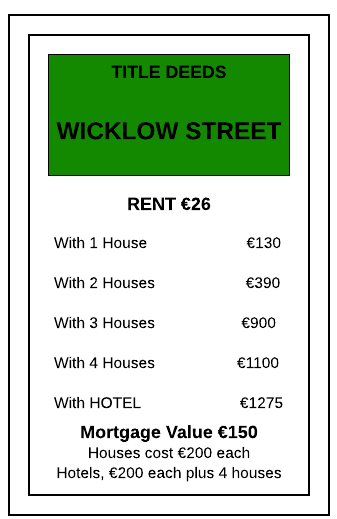 TITLE DEEDS
WICKLOW STREET
RENT €26
With 1 House €130
With 2 Houses €390
With 3 Houses €900
With 4 Houses €1100
With HOTEL €1275
Mortgage Value €150
Houses cost €200 each
Hotels, €200 each plus 4 houses